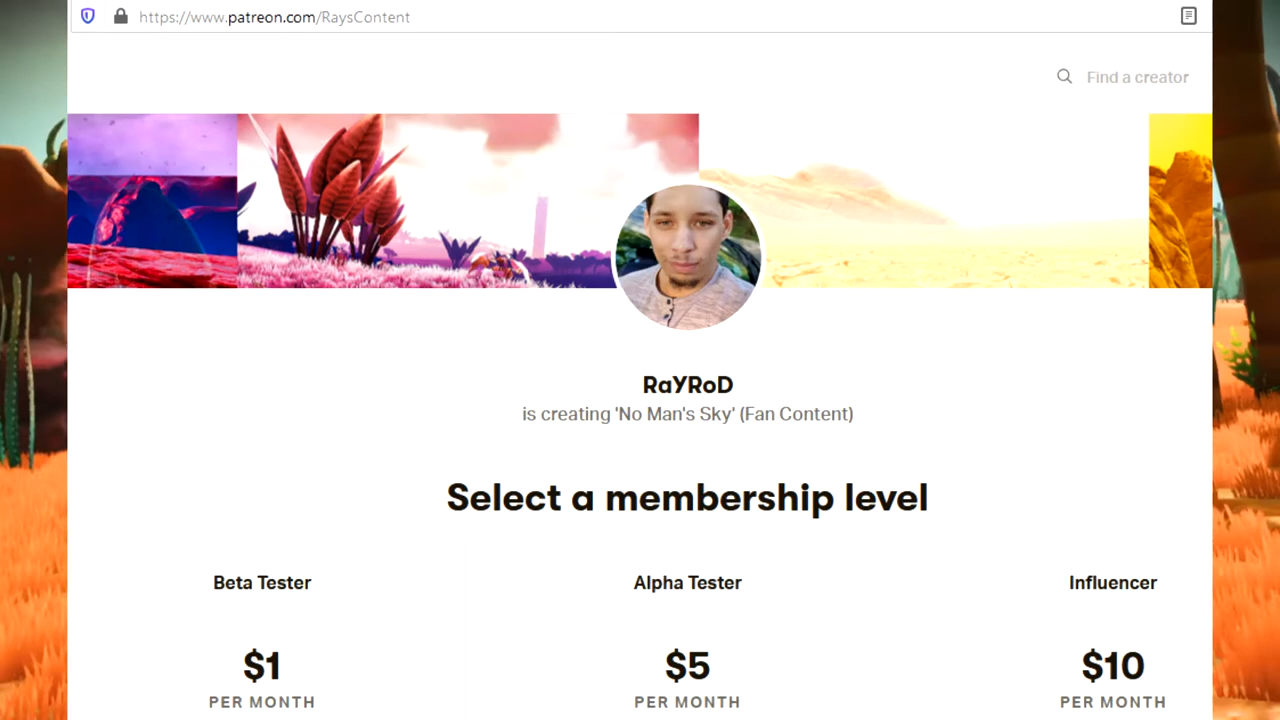 https://www.patreon.com/RaysContent
Find a creator
RaYRoD
is creating 'No Man's Sky' (Fan Content)
Select a membership level
Beta Tester
Alpha Tester
Influencer
$1
$5
$10
PER MONTH
PER MONTH
PER MONTH